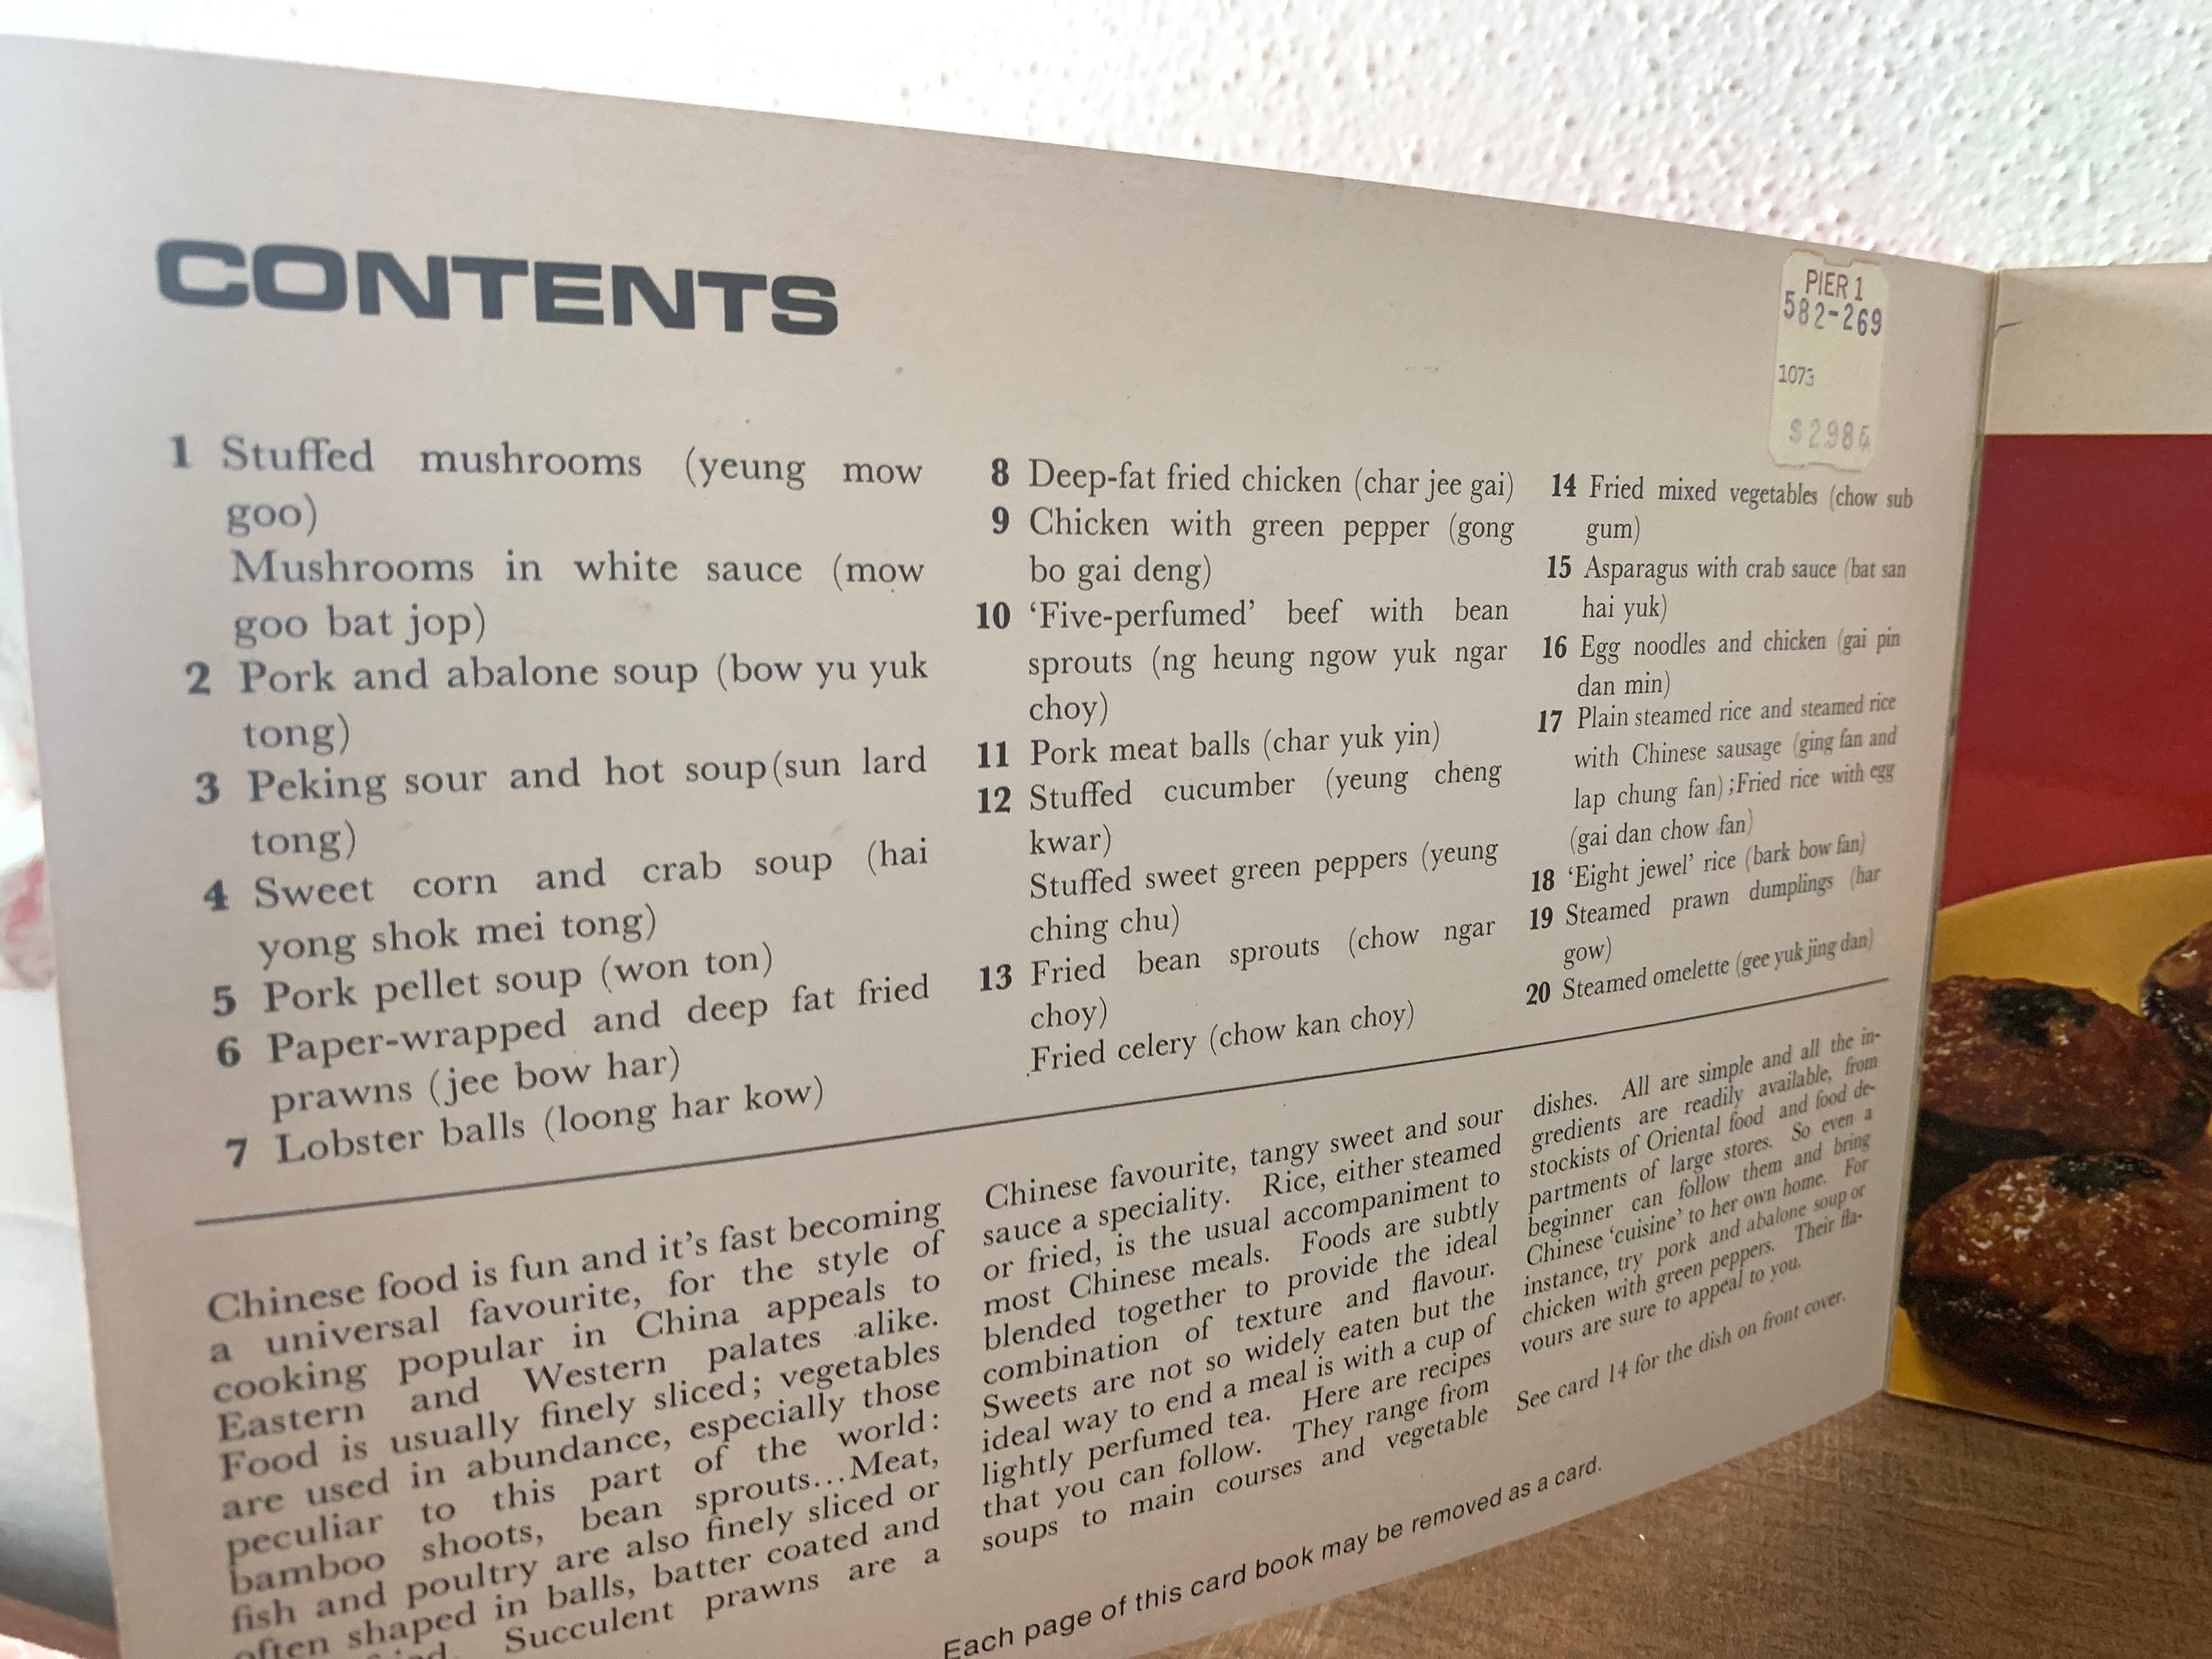 CONTENTS
PIER 1
582-269
1073
1 Stuffed mushrooms (yeung mow
goo)
Mushrooms in white sauce (mow
goo bat jop)
2 Pork and abalone soup (bow yu yuk
tong)
3 Peking sour and hot soup(sun lard
tong)
4 Sweet corn and crab soup (hai
yong shok mei tong)
5 Pork pellet soup (won ton)
6 Paper-wrapped and deep fat fried
prawns (jee bow har)
7 Lobster balls (loong har kow)
8 Deep-fat fried chicken (char jee gai)
9 Chicken with green pepper (gong
bo gai deng)
10 ‘Five-perfumed’ beef with bean
sprouts (ng heung ngow yuk ngar
choy)
11 Pork meat balls (char yuk yin)
12 Stuffed cucumber (yeung cheng
kwar)
Stuffed sweet green peppers (yeung
ching chu)
13 Fried bean sprouts (chow ngar
choy)
Fried celery (chow kan choy)
14 Fried mixed vegetables (chow sub
gum)
15 Asparagus with crab sauce (bat san
hai yuk)
16 Egg noodles and chicken (gai pin
dan min)
17 Plain steamed rice and steamed rice
with Chinese sausage (ging fan and
lap chung fan) ;Fried rice with egg
(gai dan chow fan)
18 ‘Eight jewel’ rice (bark bow fan)
19 Steamed prawn dumplings (har
gow)
20 Steamed omelette (gee yuk jing dan)
Chinese food is fun and it’s fast becoming
a universal favourite, for the style of
cooking popular in China appeals to
Eastern and Western palates alike.
Food is usually finely sliced; vegetables
are used in abundance, especially those
peculiar to this part of the world:
bamboo shoots, bean sprouts...Meat,
fish and poultry are also finely sliced or
often shaped in balls, batter coated and
Succulent prawns are a
Chinese favourite, tangy sweet and sour
sauce a speciality. Rice, either steamed
or fried, is the usual accompaniment to
most Chinese meals. Foods are subtly
blended together to provide the ideal
combination of texture and flavour.
Sweets are not so widely eaten but the
ideal way to end a meal is with a cup of
lightly perfumed tea. Here are recipes
that you can follow. They range from
soups to main courses and vegetable
dishes. All are simple and all the in-
gredients are readily available, from
stockists of Oriental food and food de-
partments of large stores. So even a
beginner can follow them and bring
Chinese ‘cuisine’ to her own home. For
instance, try pork and abalone soup or
chicken with green peppers. Their fla-
vours are sure to appeal to you.
See card 14 for the dish on front cover.
Each page of this card book may be removed as a card.